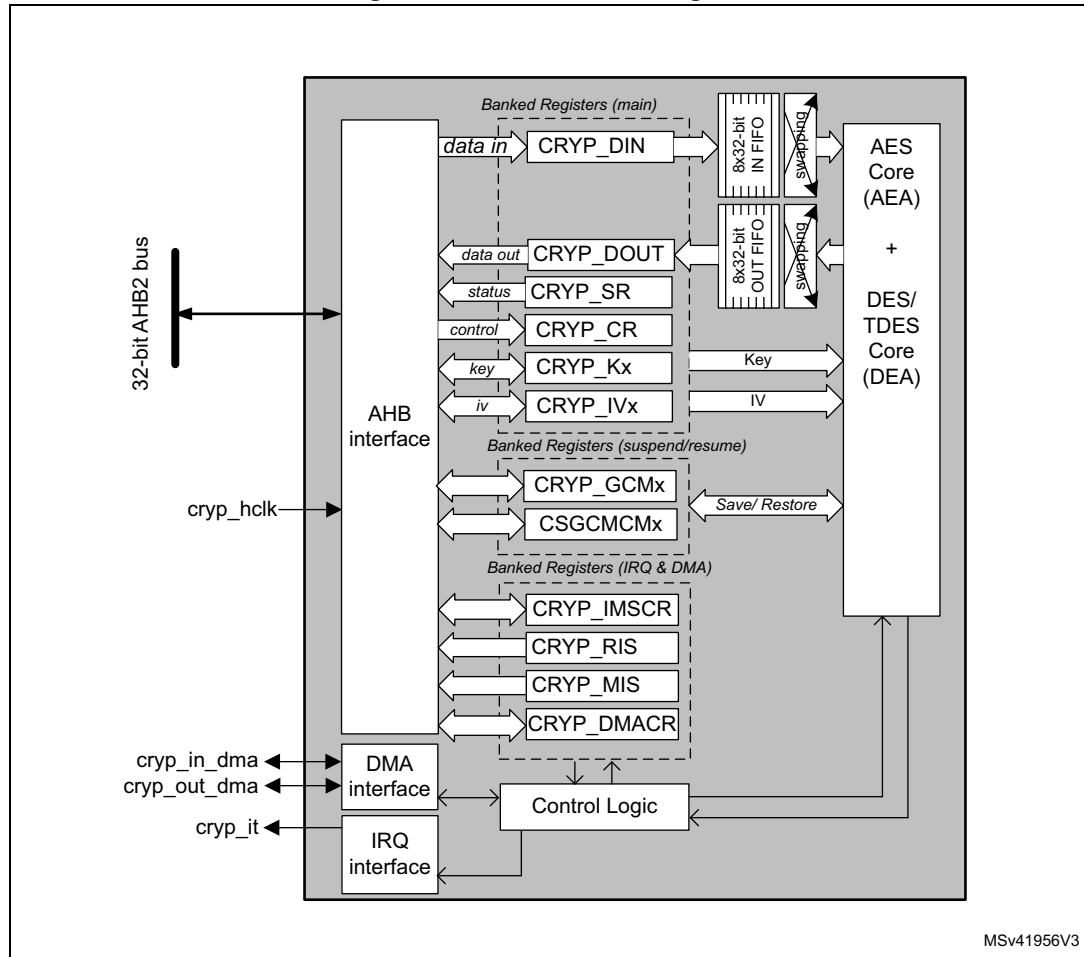 Banked Registers (main)
data in
CRYP_DIN
8x32-bit
IN FIFO
swapping
AES
Core
(AEA)
+
DES/
TDES
Core
(DEA)
data out
CRYP_DOUT
8x32-bit
OUT FIFO
swapping
status
CRYP_SR
control
CRYP_CR
key
CRYP_Kx
Key
iv
CRYP_IVx
IV
32-bit AHB2 bus
AHB
interface
Banked Registers (suspend/resume)
CRYP_GCMx
CSGCMCMx
Save/ Restore
cryp_hclk
Banked Registers (IRQ & DMA)
CRYP_IMSCR
CRYP_RIS
CRYP_MIS
CRYP_DMACR
cryp_in_dma
cryp_out_dma
DMA
interface
Control Logic
cryp_it
IRQ
interface
MSv41956V3